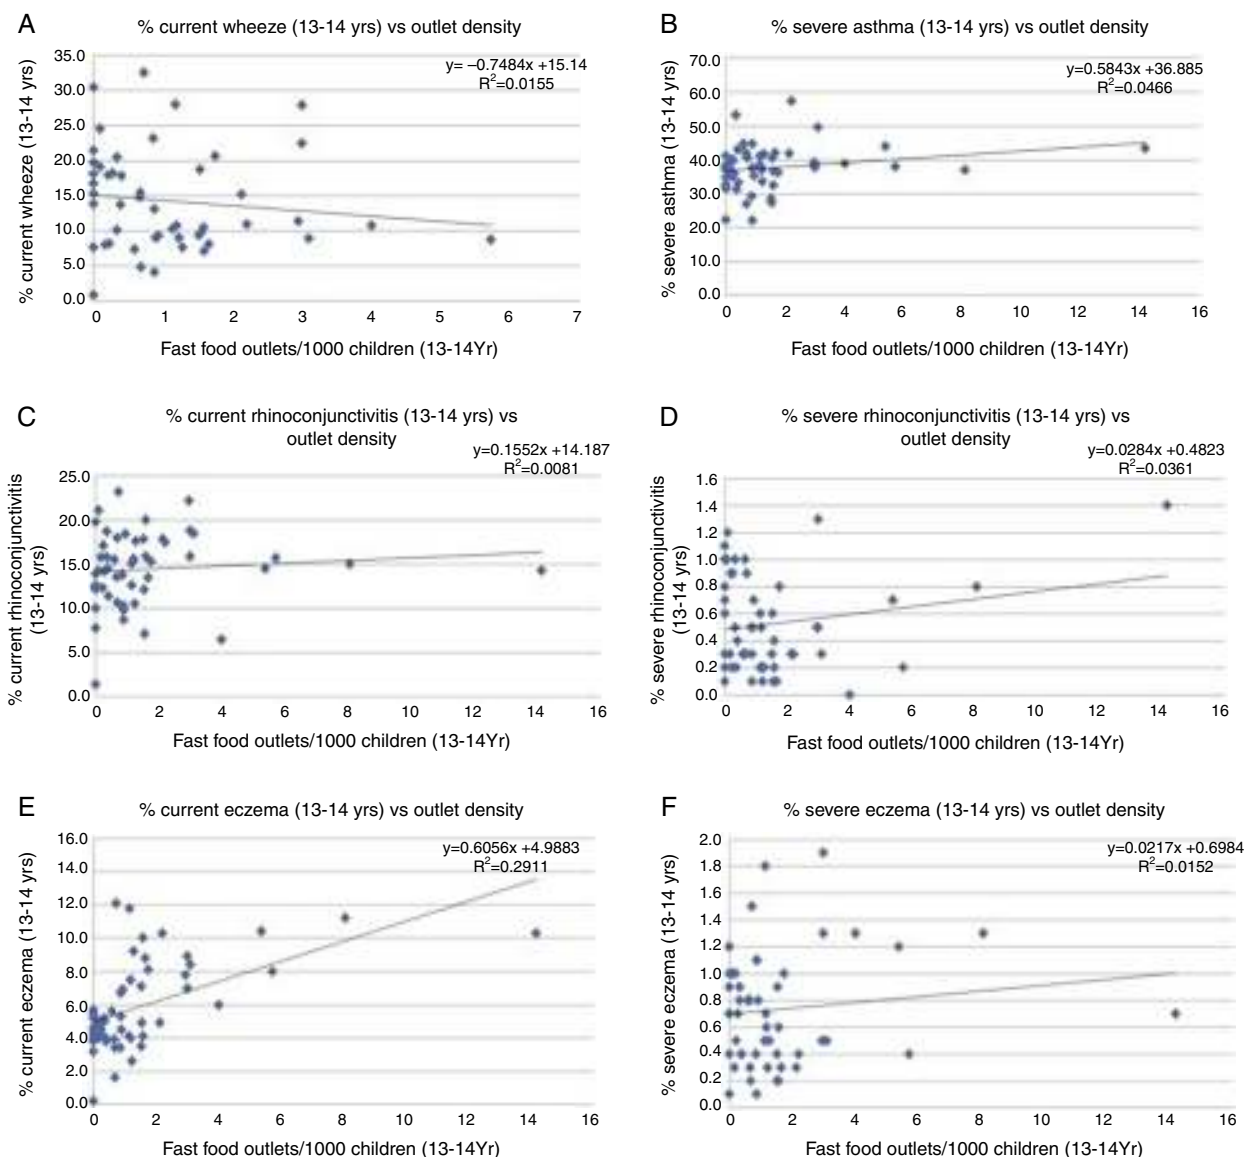 A
% current wheeze (13-14 yrs) vs outlet density
y= −0.7484x +15.14
R²=0.0155
% current wheeze (13-14 yrs)
35.0
30.0
25.0
20.0
15.0
10.0
5.0
0.0
0 1 2 3 4 5 6 7
Fast food outlets/1000 children (13-14Yr)
B
% severe asthma (13-14 yrs) vs outlet density
y=0.5843x +36.885
R²=0.0466
% severe asthma (13-14 yrs)
70.0
60.0
50.0
40.0
30.0
20.0
10.0
0.0
0 2 4 6 8 10 12 14 16
Fast food outlets/1000 children (13-14Yr)
C
% current rhinoconjunctivitis (13-14 yrs) vs
outlet density
y=0.1552x +14.187
R²=0.0081
% current rhinoconjunctivitis
(13-14 yrs)
25.0
20.0
15.0
10.0
5.0
0.0
0 2 4 6 8 10 12 14 16
Fast food outlets/1000 children (13-14Yr)
D
% severe rhinoconjunctivitis (13-14 yrs) vs
outlet density
y=0.0284x +0.4823
R²=0.0361
% severe rhinoconjunctivitis
(13-14 yrs)
1.6
1.4
1.2
1.0
0.8
0.6
0.4
0.2
0.0
0 2 4 6 8 10 12 14 16
Fast food outlets/1000 children (13-14Yr)
E
% current eczema (13-14 yrs) vs outlet density
y=0.6056x +4.9883
R²=0.2911
% current eczema (13-14 yrs)
16.0
14.0
12.0
10.0
8.0
6.0
4.0
2.0
0.0
0 2 4 6 8 10 12 14 16
Fast food outlets/1000 children (13-14Yr)
F
% severe eczema (13-14 yrs) vs outlet density
y=0.0217x +0.6984
R²=0.0152
% severe eczema (13-14 yrs)
2.0
1.8
1.6
1.4
1.2
1.0
0.8
0.6
0.4
0.2
0.0
0 2 4 6 8 10 12 14 16
Fast food outlets/1000 children (13-14Yr)